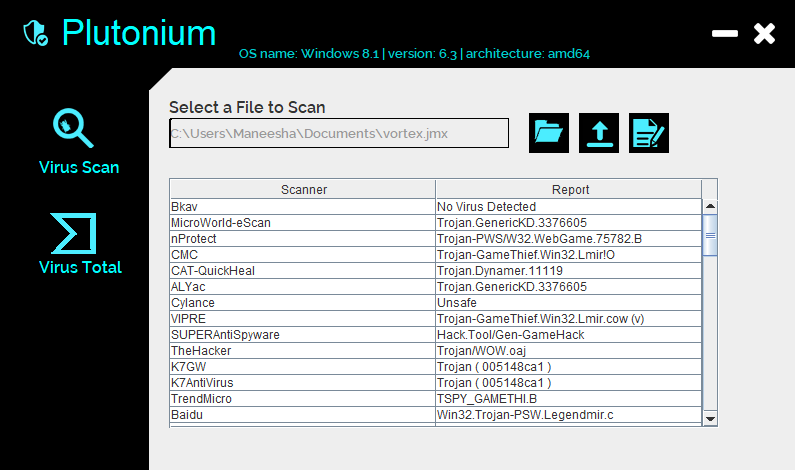 Plutonium
OS name: Windows 8.1 | version: 6.3 | architecture: amd64
Virus Scan
Virus Total
Select a File to Scan
C:\Users\Maneesha\Documents\vortex.jmx
Scanner Report
Bkav No Virus Detected
MicroWorld-eScan Trojan.GenericKD.3376605
nProtect Trojan-PWS/W32.WebGame.75782.B
CMC Trojan-GameThief.Win32.Lmir!O
CAT-QuickHeal Trojan.Dynamer.11119
ALYac Trojan.GenericKD.3376605
Cylance Unsafe
VIPRE Trojan-GameThief.Win32.Lmir.cow (v)
SUPERAntiSpyware Hack.Tool/Gen-GameHack
TheHacker Trojan/WOW.oaj
K7GW Trojan ( 005148ca1 )
K7AntiVirus Trojan ( 005148ca1 )
TrendMicro TSPY_GAMETHI.B
Baidu Win32.Trojan-PSW.Legendmir.c